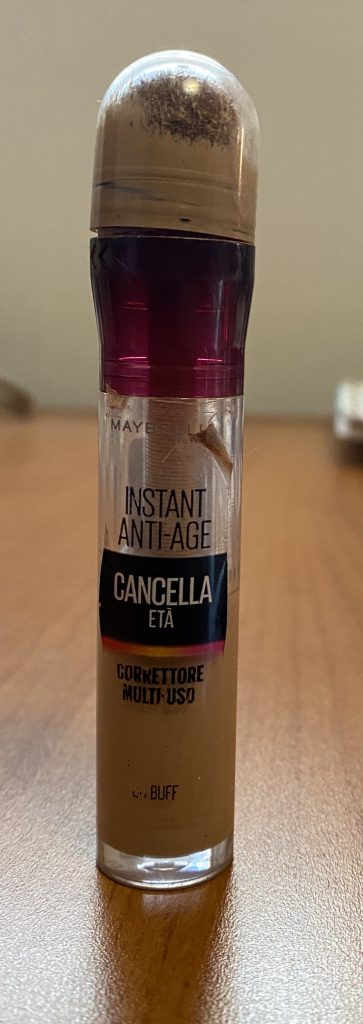 MAYBELLI
INSTANT
ANTI-AGE
CANCELLA
ETÀ
CORRETTORE
MULTI-USO
BUFF